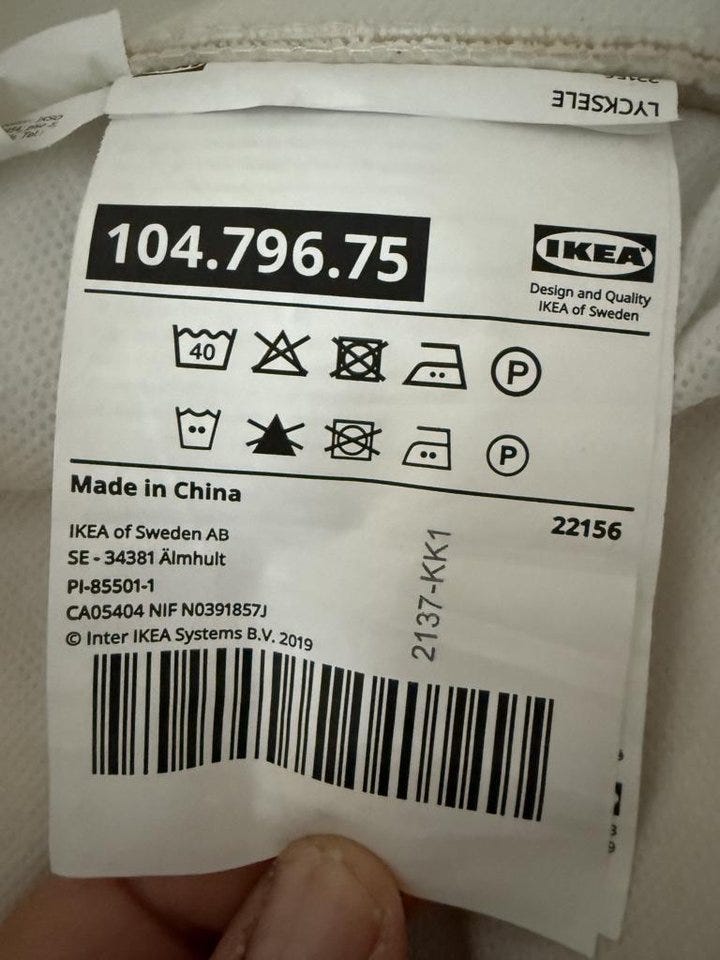 LYCKSELE
104.796.75
IKEA
Design and Quality
IKEA of Sweden
40
P
P
Made in China
22156
IKEA of Sweden AB
SE - 34381 Älmhult
PI-85501-1
CA05404 NIF N0391857J
© Inter IKEA Systems B.V. 2019
2137-KK1